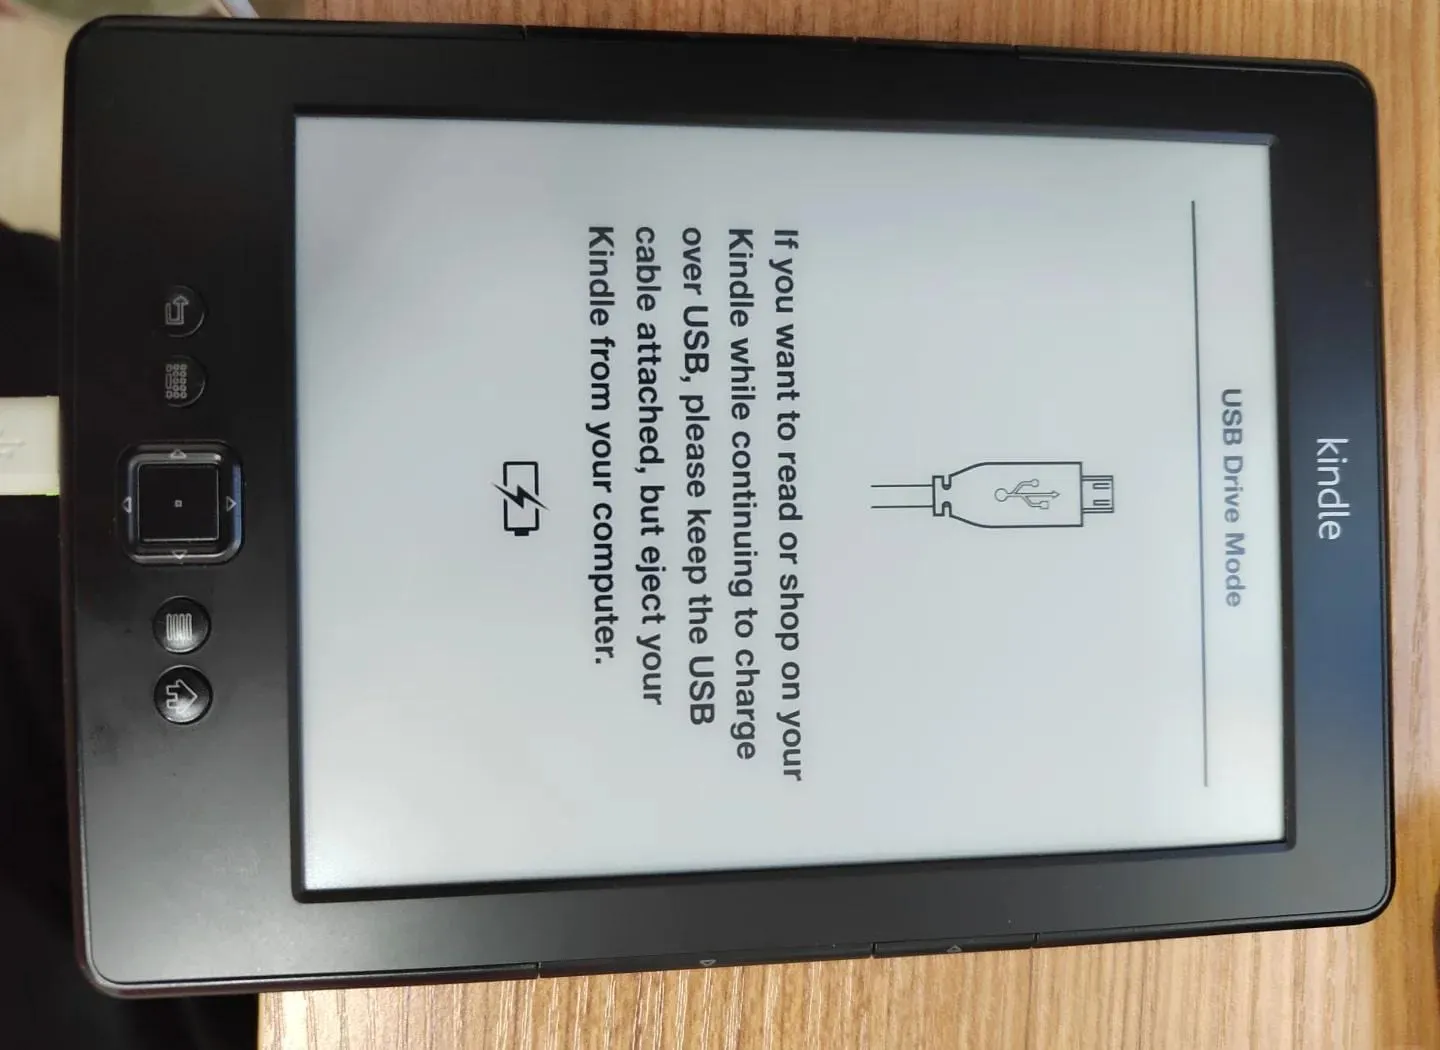 kindle
USB Drive Mode
If you want to read or shop on your
Kindle while continuing to charge
over USB, please keep the USB
cable attached, but eject your
Kindle from your computer.